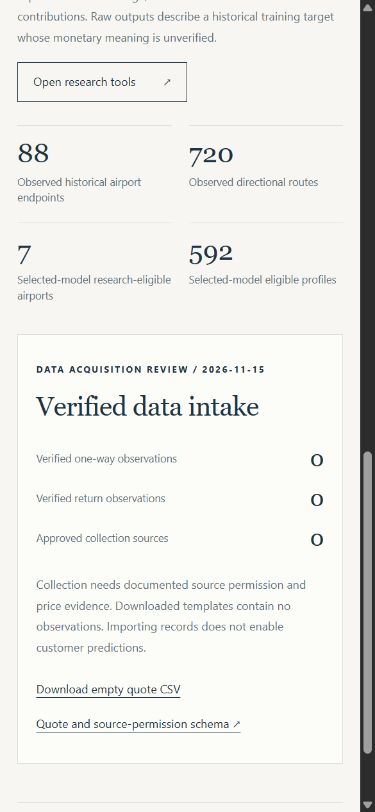 contributions. Raw outputs describe a historical training target
whose monetary meaning is unverified.
Open research tools ↗
88
Observed historical airport
endpoints
720
Observed directional routes
7
Selected-model research-eligible
airports
592
Selected-model eligible profiles
DATA ACQUISITION REVIEW / 2026-11-15
Verified data intake
Verified one-way observations 0
Verified return observations 0
Approved collection sources 0
Collection needs documented source permission and
price evidence. Downloaded templates contain no
observations. Importing records does not enable
customer predictions.
Download empty quote CSV
Quote and source-permission schema ↗